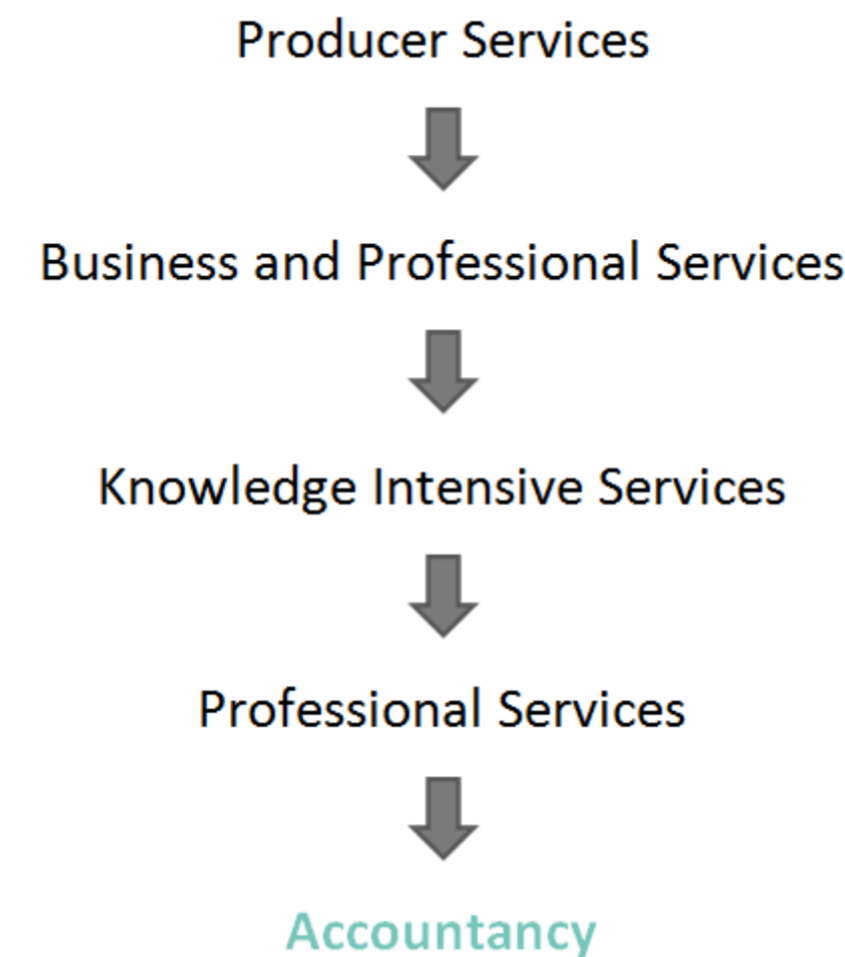 Producer Services
Business and Professional Services
Knowledge Intensive Services
Professional Services
Accountancy